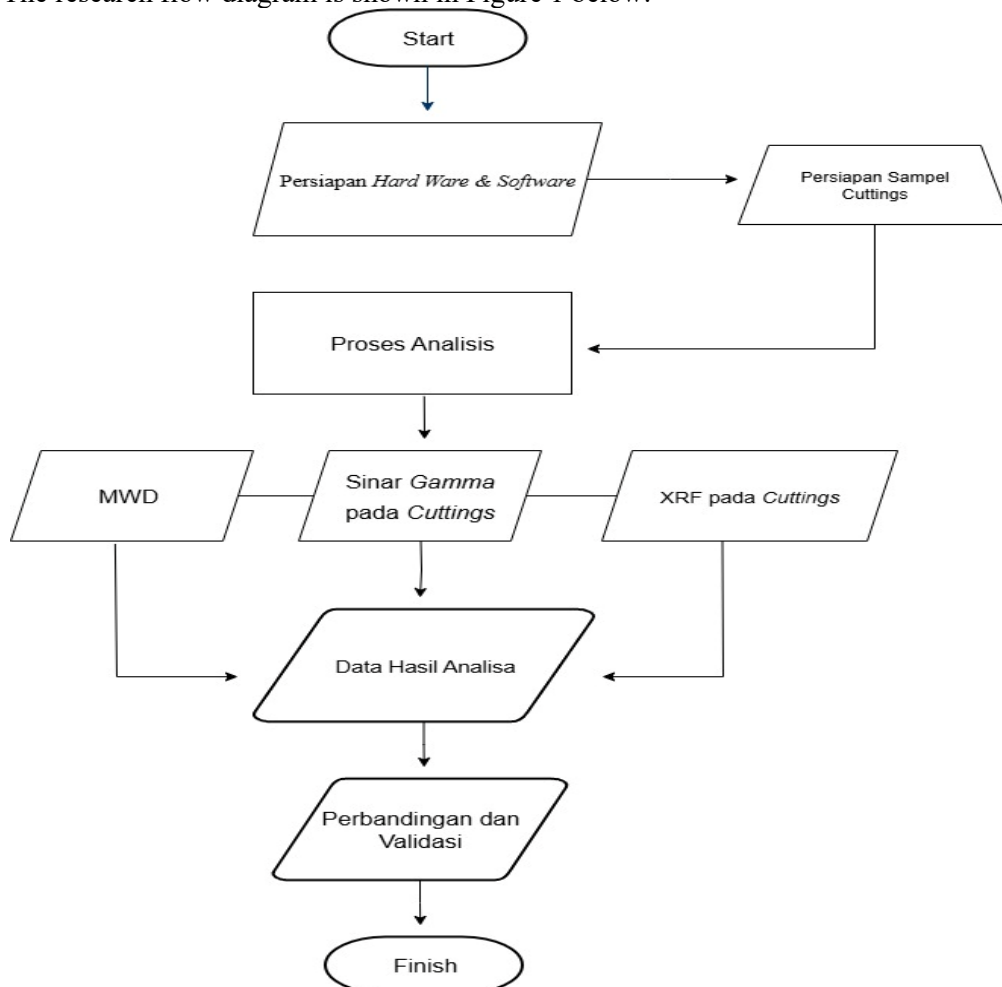 The research flow diagram is shown in Figure 1 below.
Start
Persiapan Hard Ware & Software
Persiapan Sampel
Cuttings
Proses Analisis
MWD
Sinar Gamma
pada Cuttings
XRF pada Cuttings
Data Hasil Analisa
Perbandingan dan
Validasi
Finish